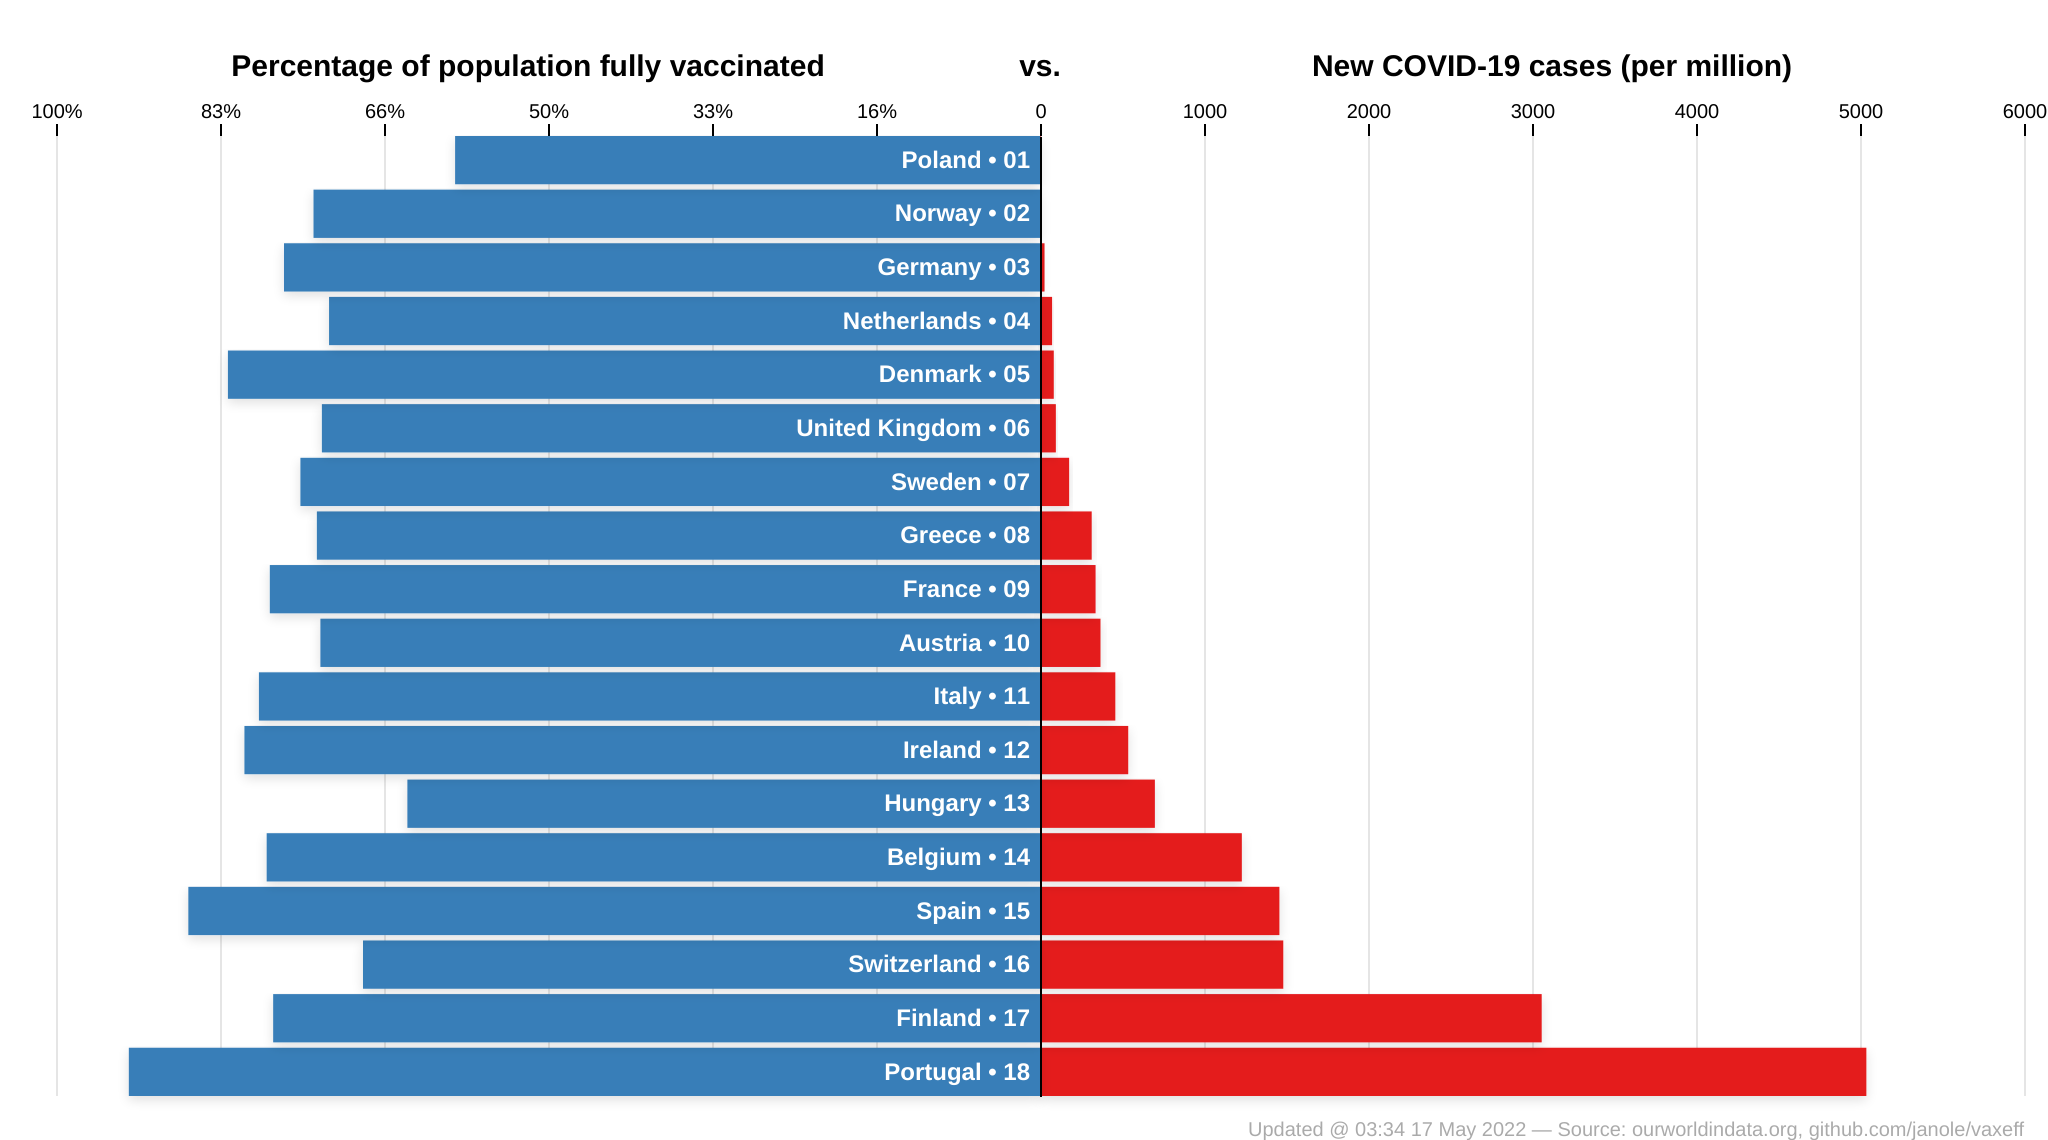 Percentage of population fully vaccinated vs. New COVID-19 cases (per million)
100% 83% 66% 50% 33% 16% 0 1000 2000 3000 4000 5000 6000
Poland • 01
Norway • 02
Germany • 03
Netherlands • 04
Denmark • 05
United Kingdom • 06
Sweden • 07
Greece • 08
France • 09
Austria • 10
Italy • 11
Ireland • 12
Hungary • 13
Belgium • 14
Spain • 15
Switzerland • 16
Finland • 17
Portugal • 18
Updated @ 03:34 17 May 2022 — Source: ourworldindata.org, github.com/janole/vaxeff